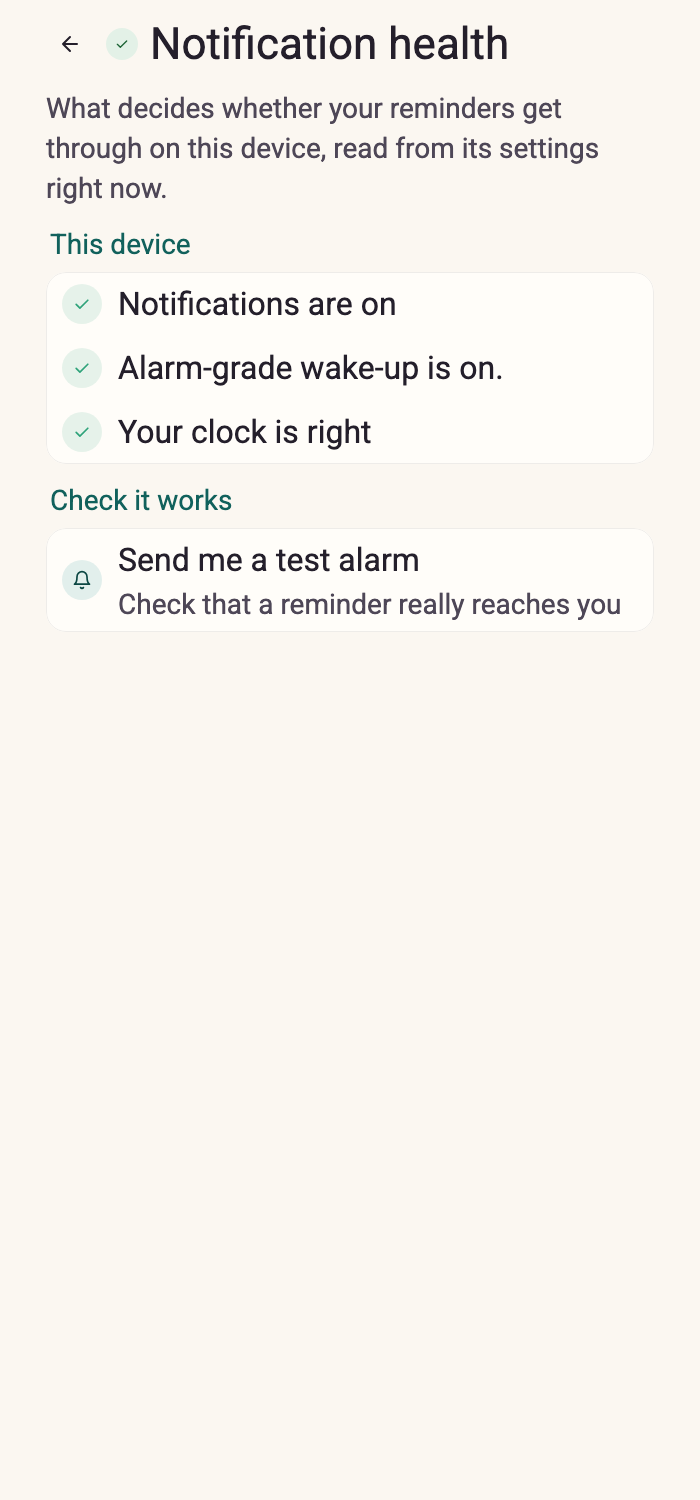 Notification health
What decides whether your reminders get
through on this device, read from its settings
right now.
This device
Notifications are on
Alarm-grade wake-up is on.
Your clock is right
Check it works
Send me a test alarm
Check that a reminder really reaches you